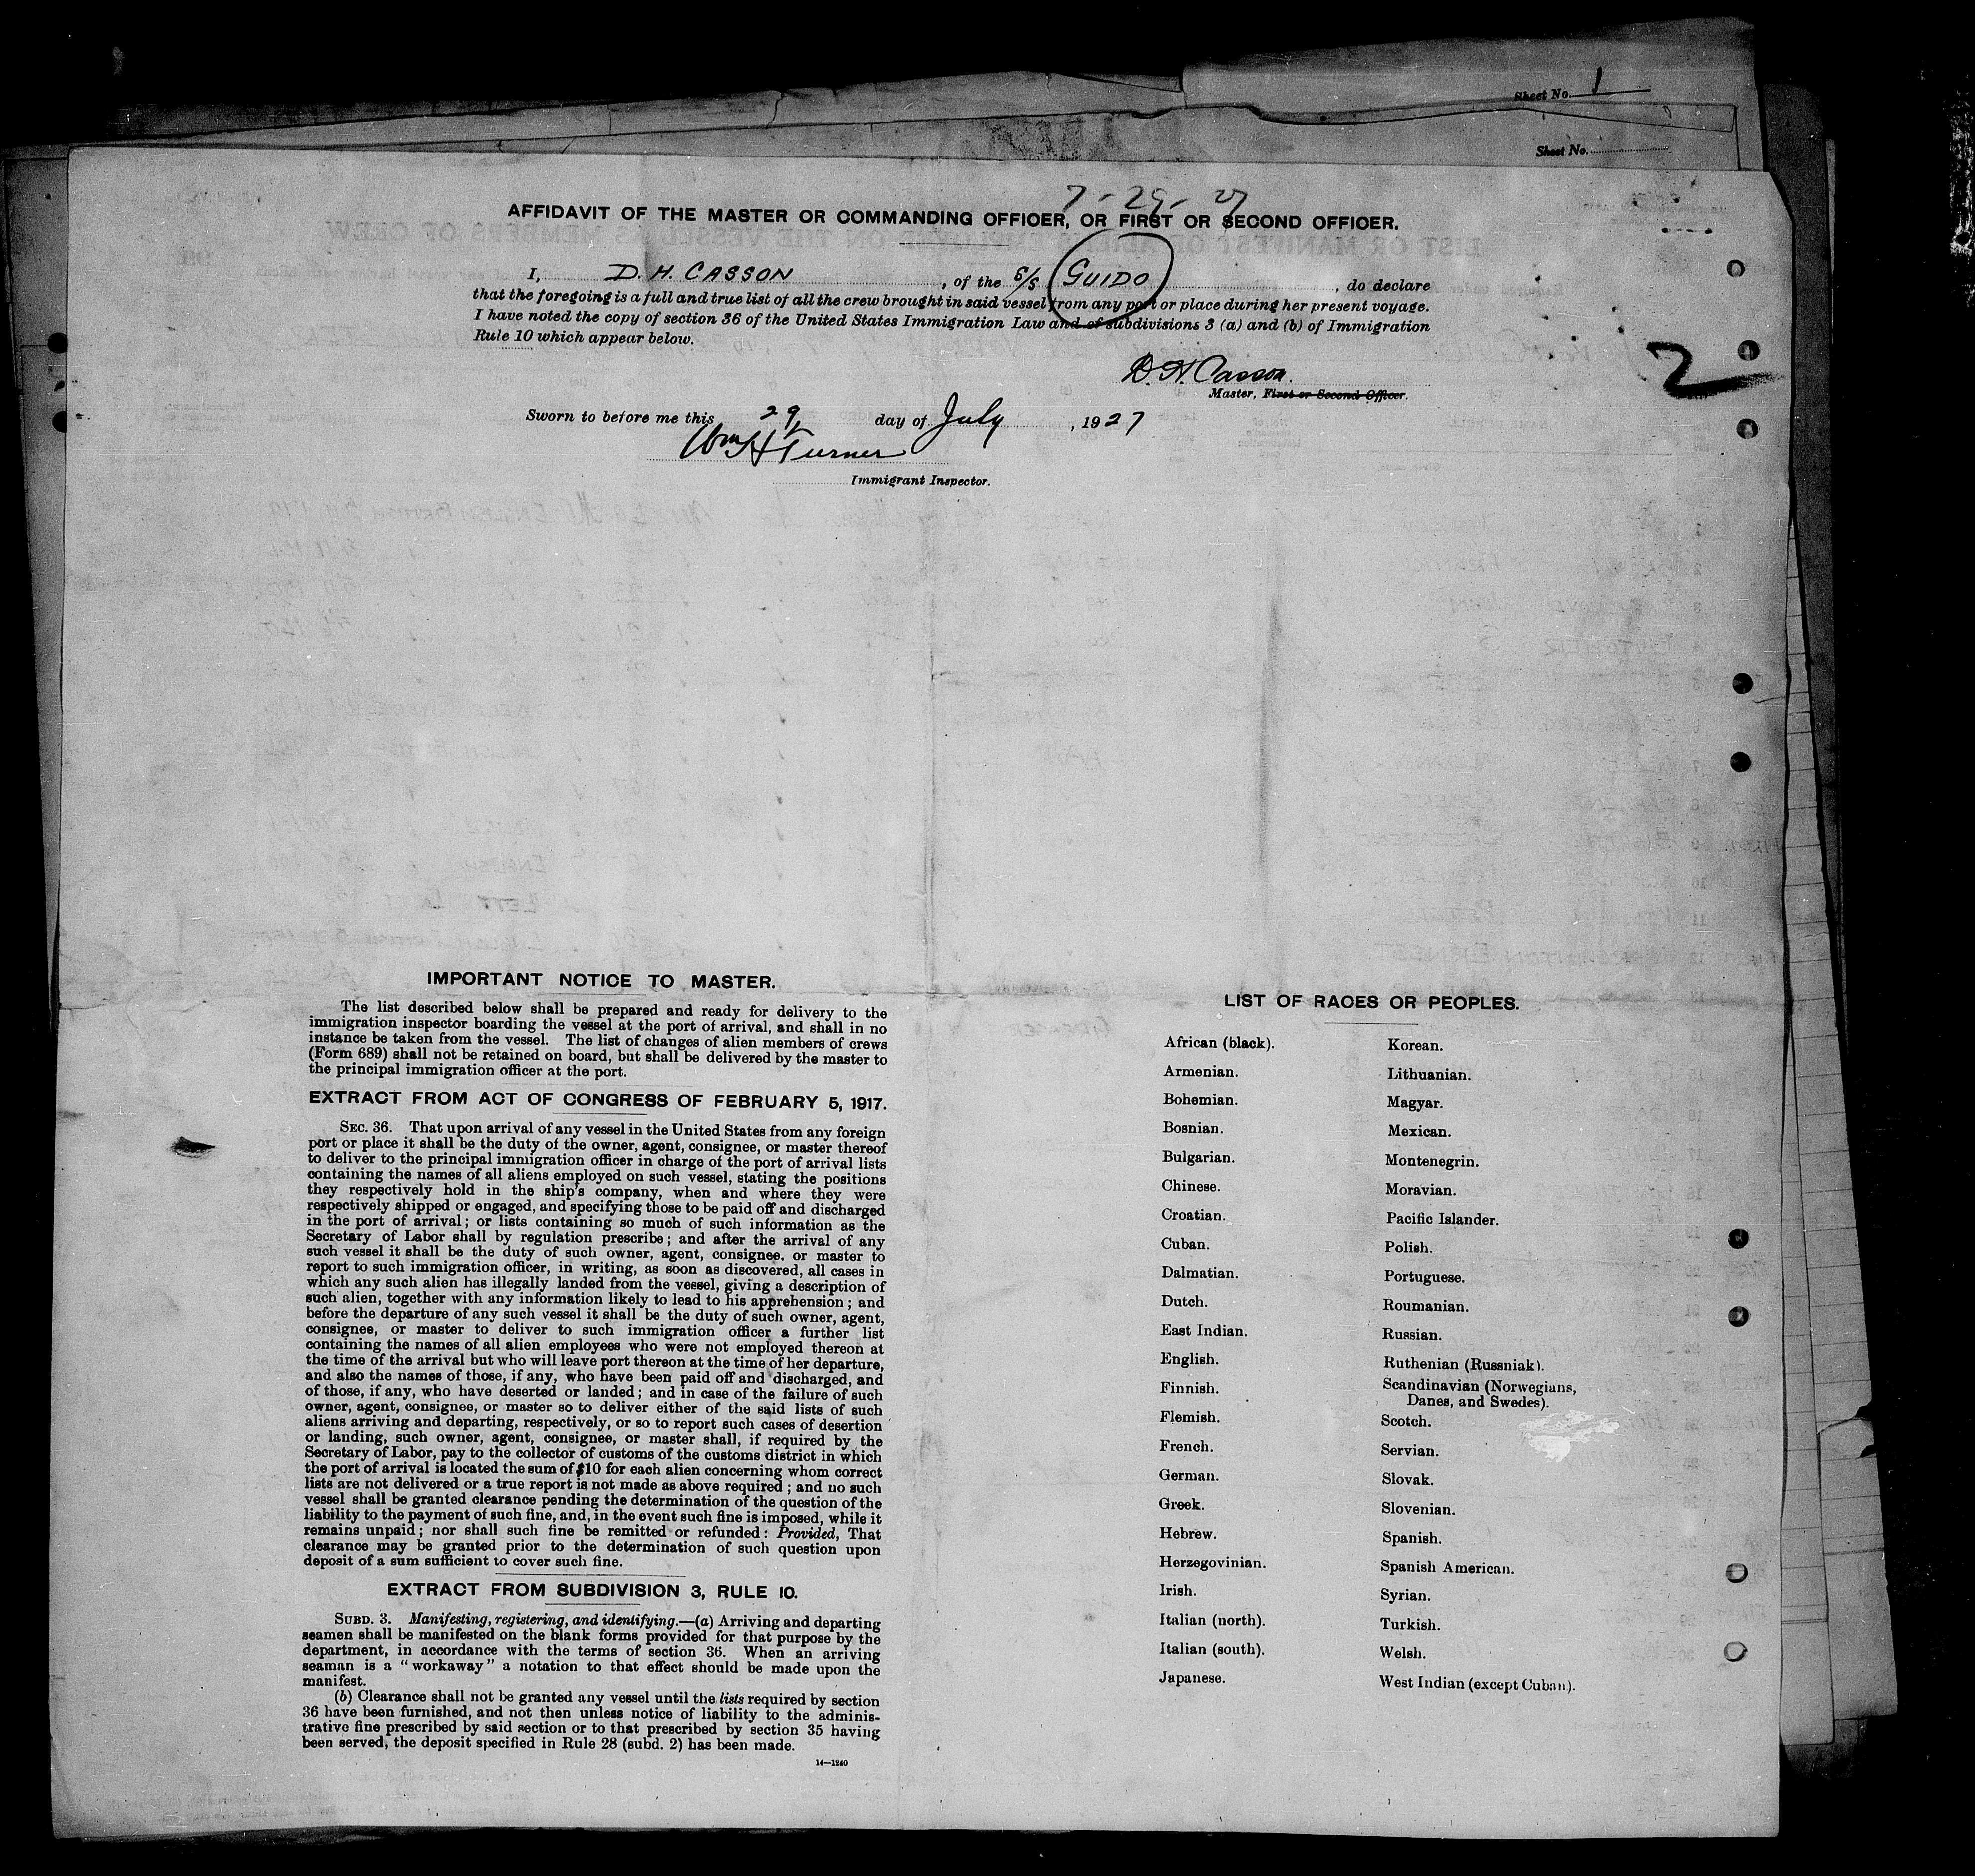 Sheet No. 1
Sheet No.
7-29-27
AFFIDAVIT OF THE MASTER OR COMMANDING OFFICER, OR FIRST OR SECOND OFFICER.
I, D. H. CASSON, of the S/S GUIDO, do declare
that the foregoing is a full and true list of all the crew brought in said vessel from any port or place during her present voyage.
I have noted the copy of section 36 of the United States Immigration Law and of subdivisions 3 (a) and (b) of Immigration
Rule 10 which appear below.
2
D. H. Casson.
Master, First or Second Officer.
Sworn to before me this 29 day of July, 1927
Wm H Turner
Immigrant Inspector.
IMPORTANT NOTICE TO MASTER.
The list described below shall be prepared and ready for delivery to the
immigration inspector boarding the vessel at the port of arrival, and shall in no
instance be taken from the vessel. The list of changes of alien members of crews
(Form 689) shall not be retained on board, but shall be delivered by the master to
the principal immigration officer at the port.
EXTRACT FROM ACT OF CONGRESS OF FEBRUARY 5, 1917.
SEC. 36. That upon arrival of any vessel in the United States from any foreign
port or place it shall be the duty of the owner, agent, consignee, or master thereof
to deliver to the principal immigration officer in charge of the port of arrival lists
containing the names of all aliens employed on such vessel, stating the positions
they respectively hold in the ship's company, when and where they were
respectively shipped or engaged, and specifying those to be paid off and discharged
in the port of arrival; or lists containing so much of such information as the
Secretary of Labor shall by regulation prescribe; and after the arrival of any
such vessel it shall be the duty of such owner, agent, consignee, or master to
report to such immigration officer, in writing, as soon as discovered, all cases in
which any such alien has illegally landed from the vessel, giving a description of
such alien, together with any information likely to lead to his apprehension; and
before the departure of any such vessel it shall be the duty of such owner, agent,
consignee, or master to deliver to such immigration officer a further list
containing the names of all alien employees who were not employed thereon at
the time of the arrival but who will leave port thereon at the time of her departure,
and also the names of those, if any, who have been paid off and discharged, and
of those, if any, who have deserted or landed; and in case of the failure of such
owner, agent, consignee, or master so to deliver either of the said lists of such
aliens arriving and departing, respectively, or so to report such cases of desertion
or landing, such owner, agent, consignee, or master shall, if required by the
Secretary of Labor, pay to the collector of customs of the customs district in which
the port of arrival is located the sum of $10 for each alien concerning whom correct
lists are not delivered or a true report is not made as above required; and no such
vessel shall be granted clearance pending the determination of the question of the
liability to the payment of such fine, and, in the event such fine is imposed, while it
remains unpaid; nor shall such fine be remitted or refunded: Provided, That
clearance may be granted prior to the determination of such question upon
deposit of a sum sufficient to cover such fine.
EXTRACT FROM SUBDIVISION 3, RULE 10.
SUBD. 3. Manifesting, registering, and identifying.—(a) Arriving and departing
seamen shall be manifested on the blank forms provided for that purpose by the
department, in accordance with the terms of section 36. When an arriving
seaman is a "workaway" a notation to that effect should be made upon the
manifest.
(b) Clearance shall not be granted any vessel until the lists required by section
36 have been furnished, and not then unless notice of liability to the adminis-
trative fine prescribed by said section or to that prescribed by section 35 having
been served, the deposit specified in Rule 28 (subd. 2) has been made.
14—1240
LIST OF RACES OR PEOPLES.
African (black).
Armenian.
Bohemian.
Bosnian.
Bulgarian.
Chinese.
Croatian.
Cuban.
Dalmatian.
Dutch.
East Indian.
English.
Finnish.
Flemish.
French.
German.
Greek.
Hebrew.
Herzegovinian.
Irish.
Italian (north).
Italian (south).
Japanese.
Korean.
Lithuanian.
Magyar.
Mexican.
Montenegrin.
Moravian.
Pacific Islander.
Polish.
Portuguese.
Roumanian.
Russian.
Ruthenian (Russniak).
Scandinavian (Norwegians,
Danes, and Swedes).
Scotch.
Servian.
Slovak.
Slovenian.
Spanish.
Spanish American.
Syrian.
Turkish.
Welsh.
West Indian (except Cuban).